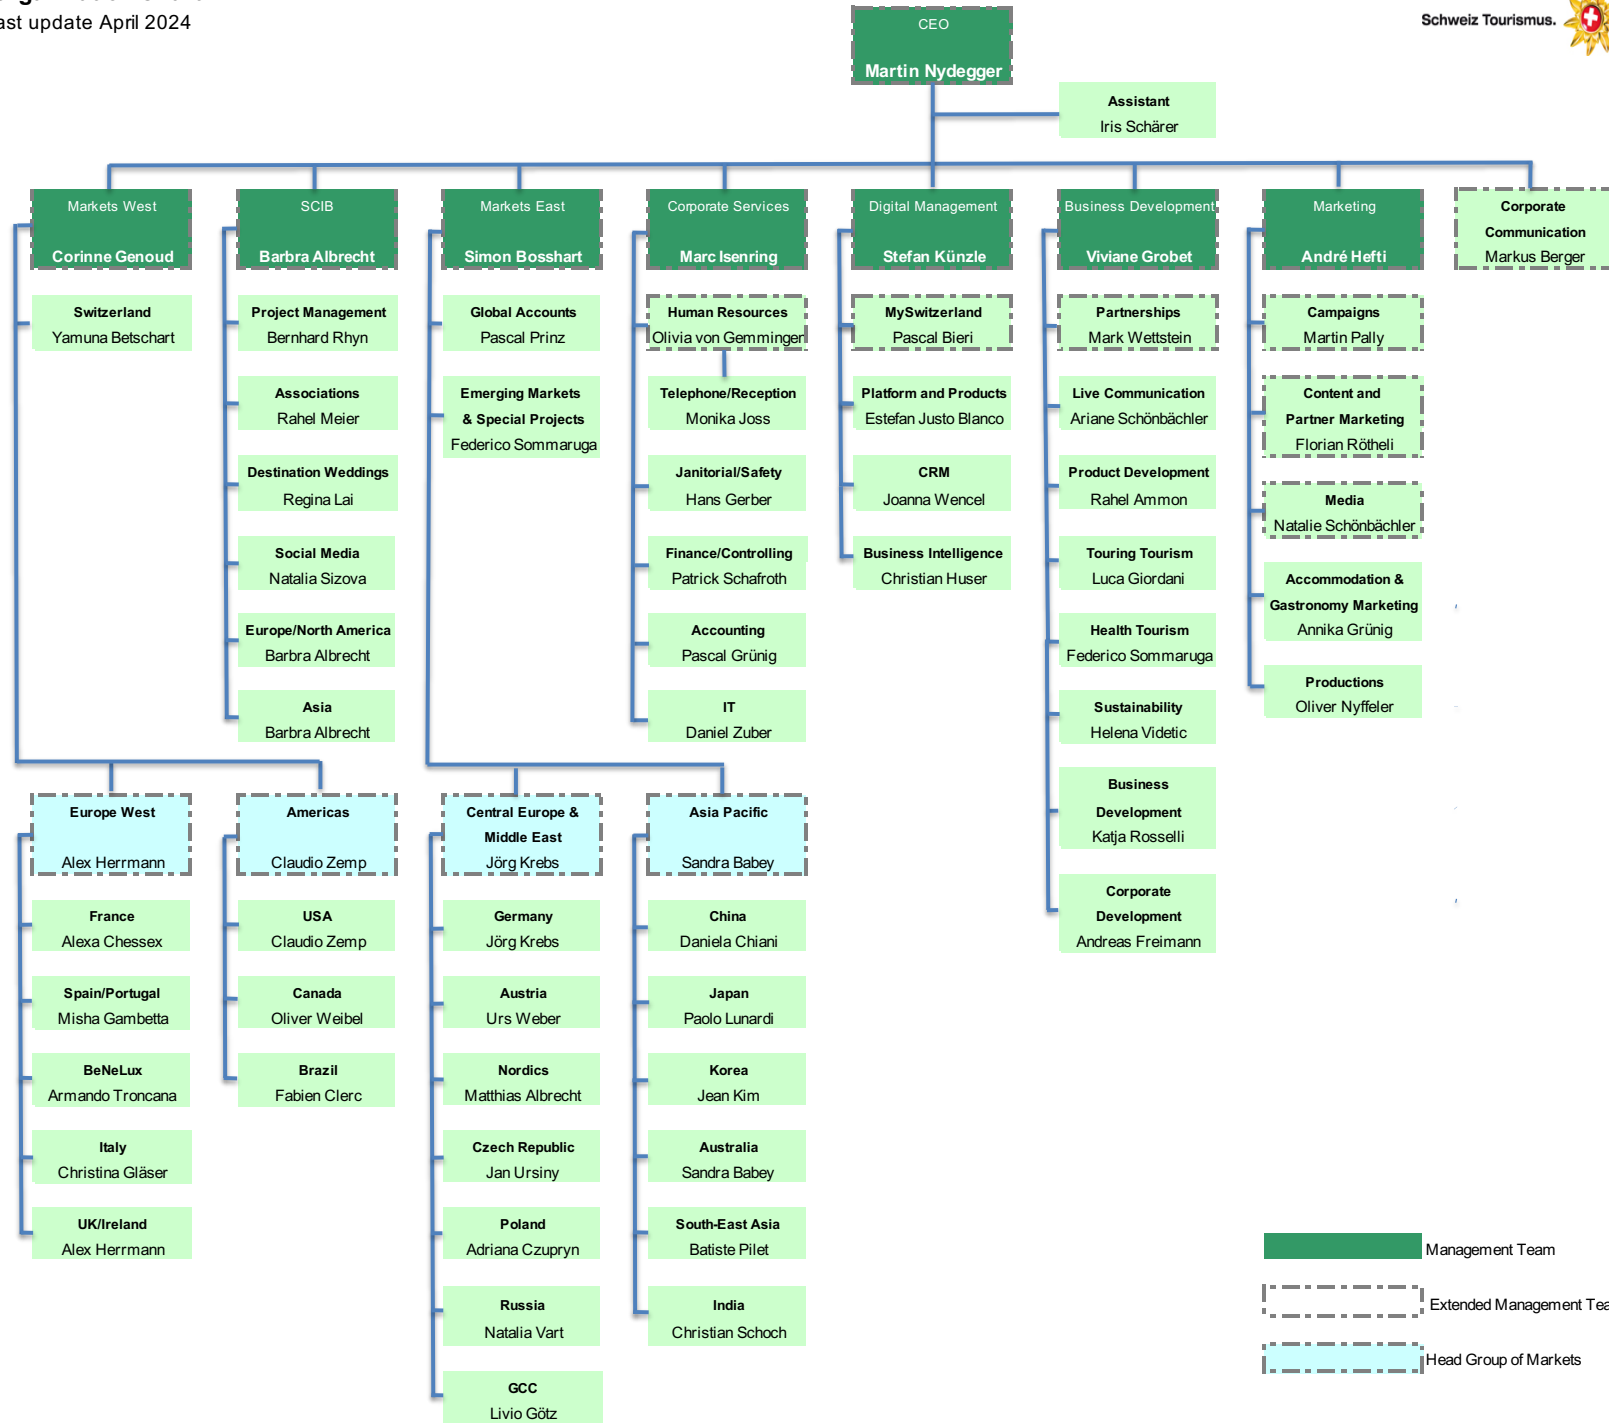 ast update April 2024
Schweiz Tourismus.
CEO
Martin Nydegger
Assistant
Iris Schärer
Markets West
Corinne Genoud
SCIB
Barbra Albrecht
Markets East
Simon Bosshart
Corporate Services
Marc Isenring
Digital Management
Stefan Künzle
Business Development
Viviane Grobet
Marketing
André Hefti
Corporate
Communication
Markus Berger
Switzerland
Yamuna Betschart
Project Management
Bernhard Rhyn
Associations
Rahel Meier
Destination Weddings
Regina Lai
Social Media
Natalia Sizova
Europe/North America
Barbra Albrecht
Asia
Barbra Albrecht
Global Accounts
Pascal Prinz
Emerging Markets
& Special Projects
Federico Sommaruga
Human Resources
Olivia von Gemminger
Telephone/Reception
Monika Joss
Janitorial/Safety
Hans Gerber
Finance/Controlling
Patrick Schafroth
Accounting
Pascal Grünig
IT
Daniel Zuber
MySwitzerland
Pascal Bieri
Platform and Products
Estefan Justo Blanco
CRM
Joanna Wencel
Business Intelligence
Christian Huser
Partnerships
Mark Wettstein
Live Communication
Ariane Schönbächler
Product Development
Rahel Ammon
Touring Tourism
Luca Giordani
Health Tourism
Federico Sommaruga
Sustainability
Helena Videtic
Business
Development
Katja Rosselli
Corporate
Development
Andreas Freimann
Campaigns
Martin Pally
Content and
Partner Marketing
Florian Rötheli
Media
Natalie Schönbächler
Accommodation &
Gastronomy Marketing
Annika Grünig
Productions
Oliver Nyffeler
Europe West
Alex Herrmann
France
Alexa Chessex
Spain/Portugal
Misha Gambetta
BeNeLux
Armando Troncana
Italy
Christina Gläser
UK/Ireland
Alex Herrmann
Americas
Claudio Zemp
USA
Claudio Zemp
Canada
Oliver Weibel
Brazil
Fabien Clerc
Central Europe &
Middle East
Jörg Krebs
Germany
Jörg Krebs
Austria
Urs Weber
Nordics
Matthias Albrecht
Czech Republic
Jan Ursiny
Poland
Adriana Czupryn
Russia
Natalia Vart
GCC
Livio Götz
Asia Pacific
Sandra Babey
China
Daniela Chiani
Japan
Paolo Lunardi
Korea
Jean Kim
Australia
Sandra Babey
South-East Asia
Batiste Pilet
India
Christian Schoch
Management Team
Extended Management Tea
Head Group of Markets